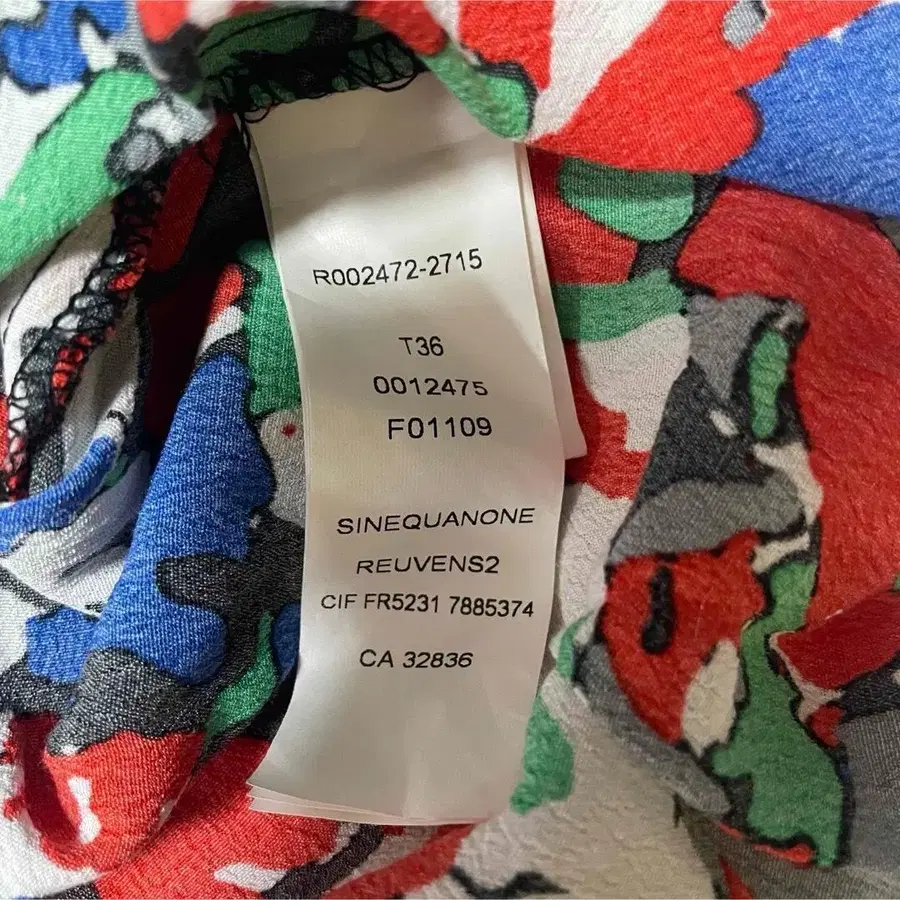 R002472-2715
T36
0012475
F01109
SINEQUANONE
REUVENS2
CIF FR5231 7885374
CA 32836